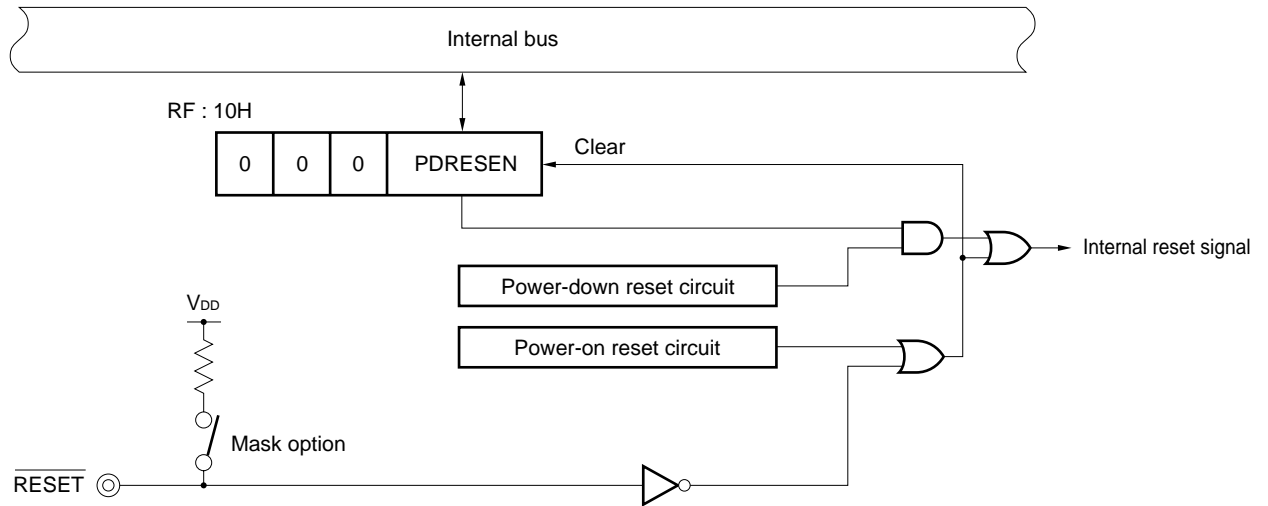 Internal bus
RF : 10H
0 0 0 PDRESEN
Clear
Internal reset signal
Power-down reset circuit
VDD
Power-on reset circuit
Mask option
RESET